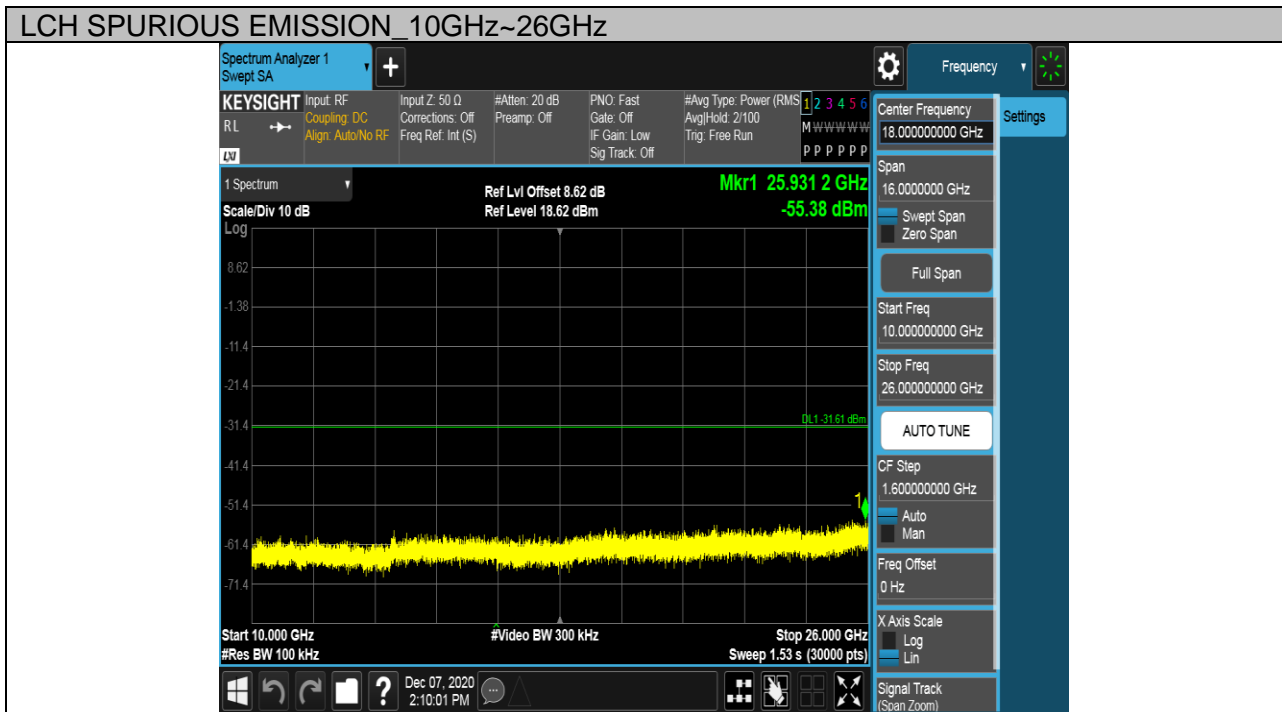 LCH SPURIOUS EMISSION_10GHz~26GHz
Spectrum Analyzer 1
Swept SA
Frequency
KEYSIGHT
RL
LXI
Input: RF
Coupling: DC
Align: Auto/No RF
Input Z: 50 Ω
Corrections: Off
Freq Ref: Int (S)
#Atten: 20 dB
Preamp: Off
PNO: Fast
Gate: Off
IF Gain: Low
Sig Track: Off
#Avg Type: Power (RMS
Avg|Hold: 2/100
Trig: Free Run
1 2 3 4 5 6
M W W W W W
P P P P P P
Center Frequency
18.000000000 GHz
Settings
Span
16.0000000 GHz
Swept Span
Zero Span
Full Span
Start Freq
10.000000000 GHz
Stop Freq
26.000000000 GHz
AUTO TUNE
CF Step
1.600000000 GHz
Auto
Man
Freq Offset
0 Hz
X Axis Scale
Log
Lin
Signal Track
(Span Zoom)
1 Spectrum
Scale/Div 10 dB
Log
Ref Lvl Offset 8.62 dB
Ref Level 18.62 dBm
Mkr1 25.931 2 GHz
-55.38 dBm
8.62
-1.38
-11.4
-21.4
-31.4
DL1 -31.61 dBm
-41.4
-51.4
1
-61.4
-71.4
Start 10.000 GHz
#Res BW 100 kHz
#Video BW 300 kHz
Stop 26.000 GHz
Sweep 1.53 s (30000 pts)
?
Dec 07, 2020
2:10:01 PM